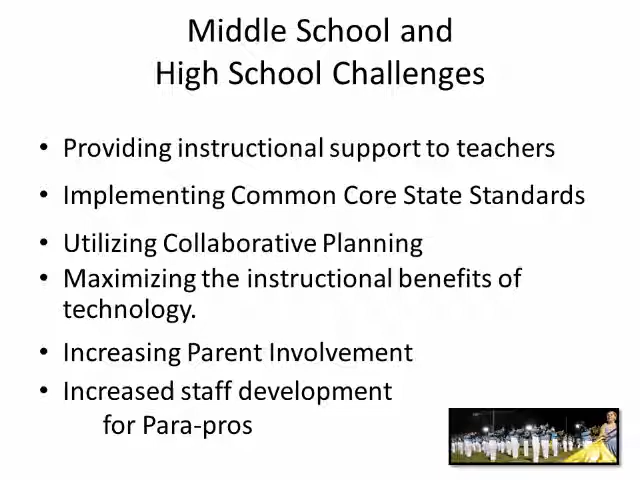 Middle School and
High School Challenges
• Providing instructional support to teachers
• Implementing Common Core State Standards
• Utilizing Collaborative Planning
• Maximizing the instructional benefits of
technology.
• Increasing Parent Involvement
• Increased staff development
for Para-pros